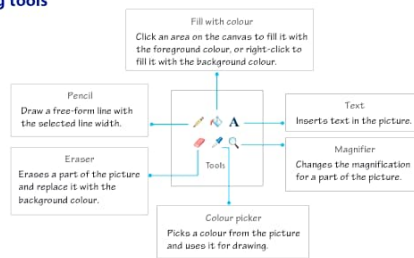 g tools
Fill with colour
Click an area on the canvas to fill it with
the foreground colour, or right-click to
fill it with the background colour.
Pencil
Draw a free-form line with
the selected line width.
Text
Inserts text in the picture.
Magnifier
Changes the magnification
for a part of the picture.
Eraser
Erases a part of the picture
and replace it with the
background colour.
A
Tools
Colour picker
Picks a colour from the picture
and uses it for drawing.